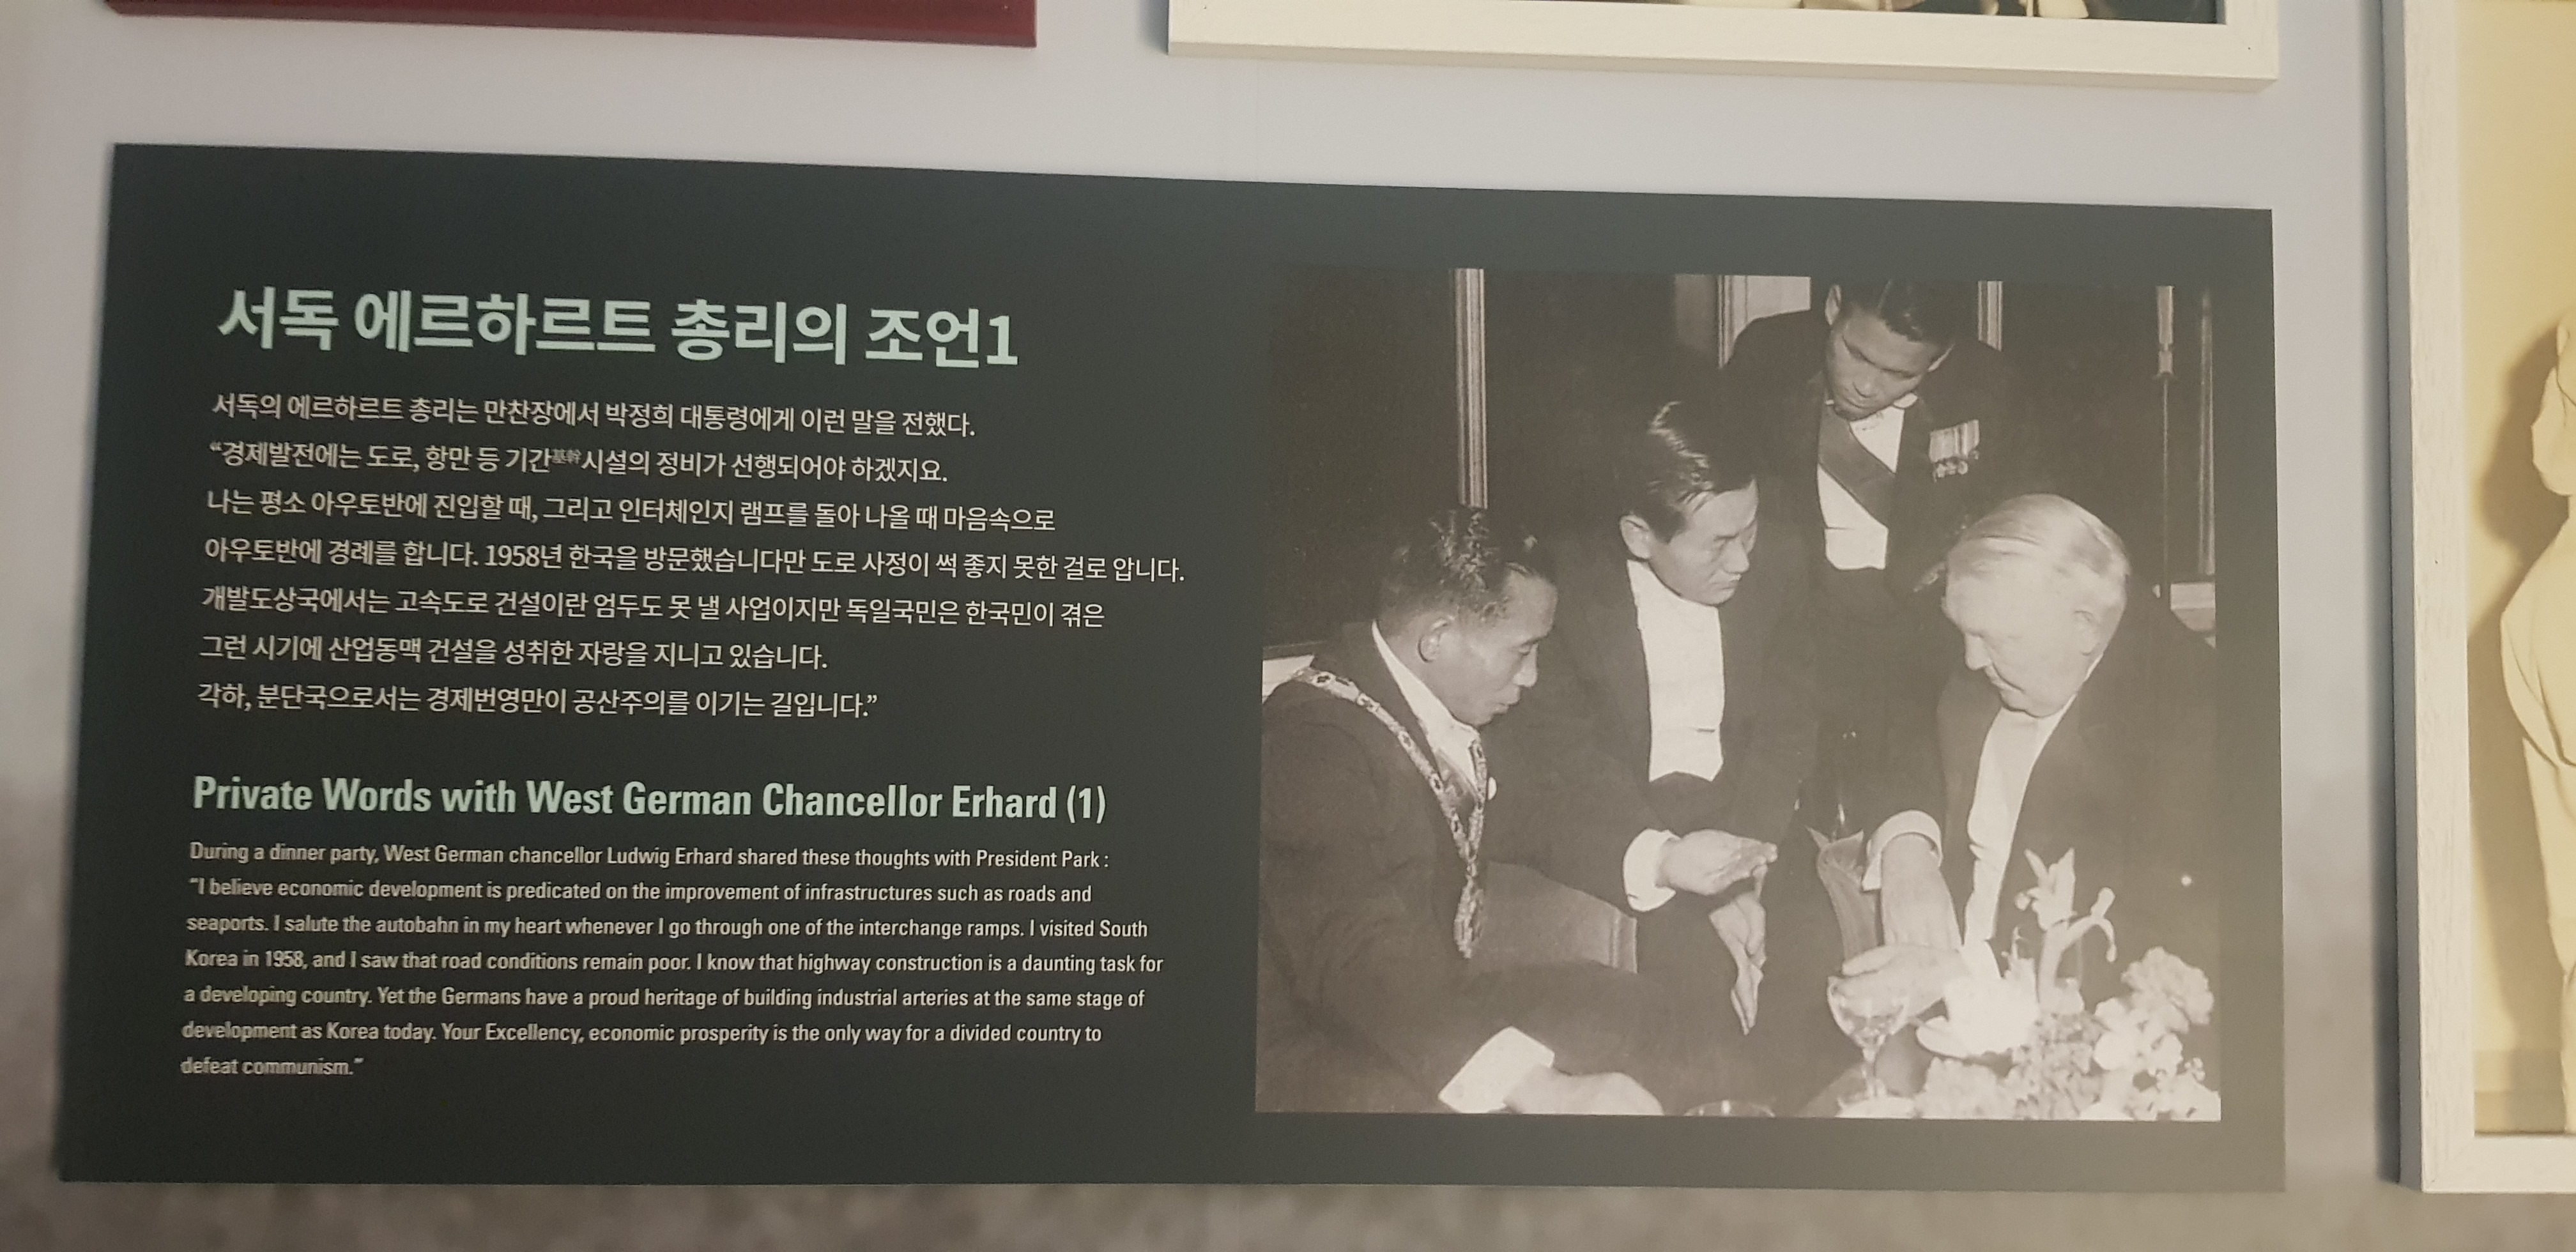 서독 에르하르트 총리의 조언1
서독의 에르하르트 총리는 만찬장에서 박정희 대통령에게 이런 말을 전했다.
“경제발전에는 도로, 항만 등 기간基幹시설의 정비가 선행되어야 하겠지요.
나는 평소 아우토반에 진입할 때, 그리고 인터체인지 램프를 돌아 나올 때 마음속으로
아우토반에 경례를 합니다. 1958년 한국을 방문했습니다만 도로 사정이 썩 좋지 못한 걸로 압니다.
개발도상국에서는 고속도로 건설이란 엄두도 못 낼 사업이지만 독일국민은 한국민이 겪은
그런 시기에 산업동맥 건설을 성취한 자랑을 지니고 있습니다.
각하, 분단국으로서는 경제번영만이 공산주의를 이기는 길입니다.”
Private Words with West German Chancellor Erhard (1)
During a dinner party, West German chancellor Ludwig Erhard shared these thoughts with President Park :
“I believe economic development is predicated on the improvement of infrastructures such as roads and
seaports. I salute the autobahn in my heart whenever I go through one of the interchange ramps. I visited South
Korea in 1958, and I saw that road conditions remain poor. I know that highway construction is a daunting task for
a developing country. Yet the Germans have a proud heritage of building industrial arteries at the same stage of
development as Korea today. Your Excellency, economic prosperity is the only way for a divided country to
defeat communism.”